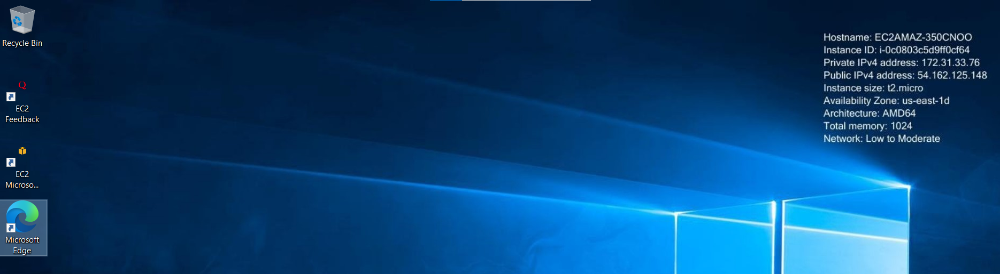 Recycle Bin
Q
EC2
Feedback
EC2
Microso...
Microsoft
Edge
Hostname: EC2AMAZ-350CNOO
Instance ID: i-0c0803c5d9ff0cf64
Private IPv4 address: 172.31.33.76
Public IPv4 address: 54.162.125.148
Instance size: t2.micro
Availability Zone: us-east-1d
Architecture: AMD64
Total memory: 1024
Network: Low to Moderate